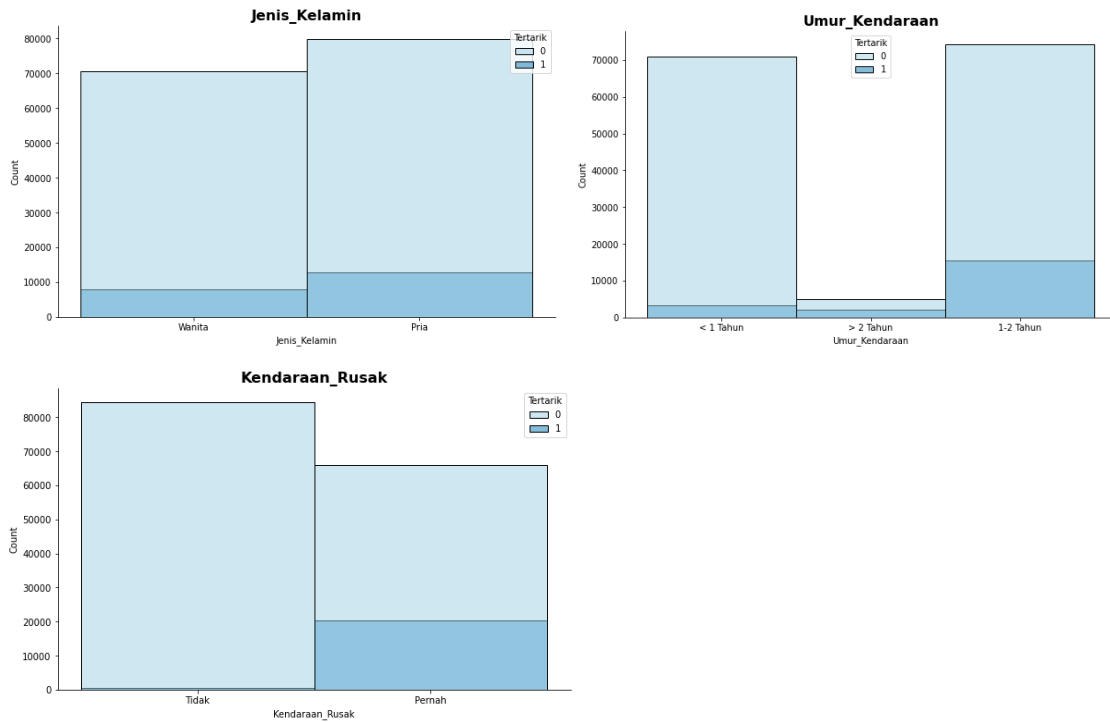 Jenis_Kelamin
Tertarik
0
1
80000
70000
60000
50000
40000
30000
20000
10000
0
Count
Wanita Pria
Jenis_Kelamin
Umur_Kendaraan
Tertarik
0
1
70000
60000
50000
40000
30000
20000
10000
0
Count
< 1 Tahun > 2 Tahun 1-2 Tahun
Umur_Kendaraan
Kendaraan_Rusak
Tertarik
0
1
80000
70000
60000
50000
40000
30000
20000
10000
0
Count
Tidak Pernah
Kendaraan_Rusak